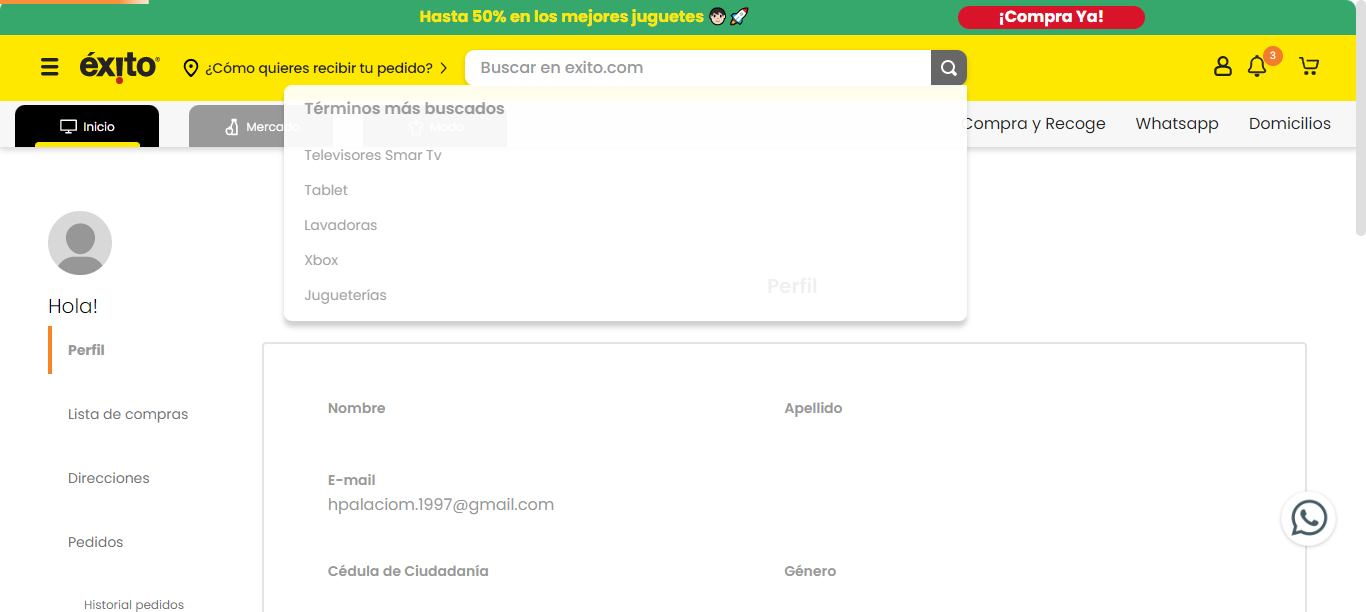 Hasta 50% en los mejores juguetes
¡Compra Ya!
éxito
¿Cómo quieres recibir tu pedido?
Buscar en exito.com
3
Inicio
Mercado
Moda
Compra y Recoge
Whatsapp
Domicilios
Términos más buscados
Televisores Smar Tv
Tablet
Lavadoras
Xbox
Jugueterías
Perfil
Hola!
Perfil
Lista de compras
Direcciones
Pedidos
Historial pedidos
Nombre
Apellido
E-mail
hpalaciom.1997@gmail.com
Cédula de Ciudadanía
Género